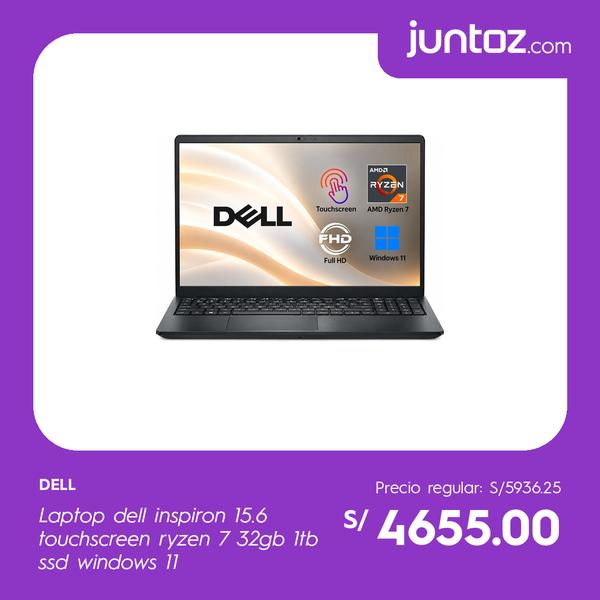 juntoz.com
DELL
Touchscreen
AMD
RYZEN
7
AMD Ryzen 7
FHD
Full HD
Windows 11
DELL
Laptop dell inspiron 15.6
touchscreen ryzen 7 32gb 1tb
ssd windows 11
Precio regular: S/5936.25
S/ 4655.00